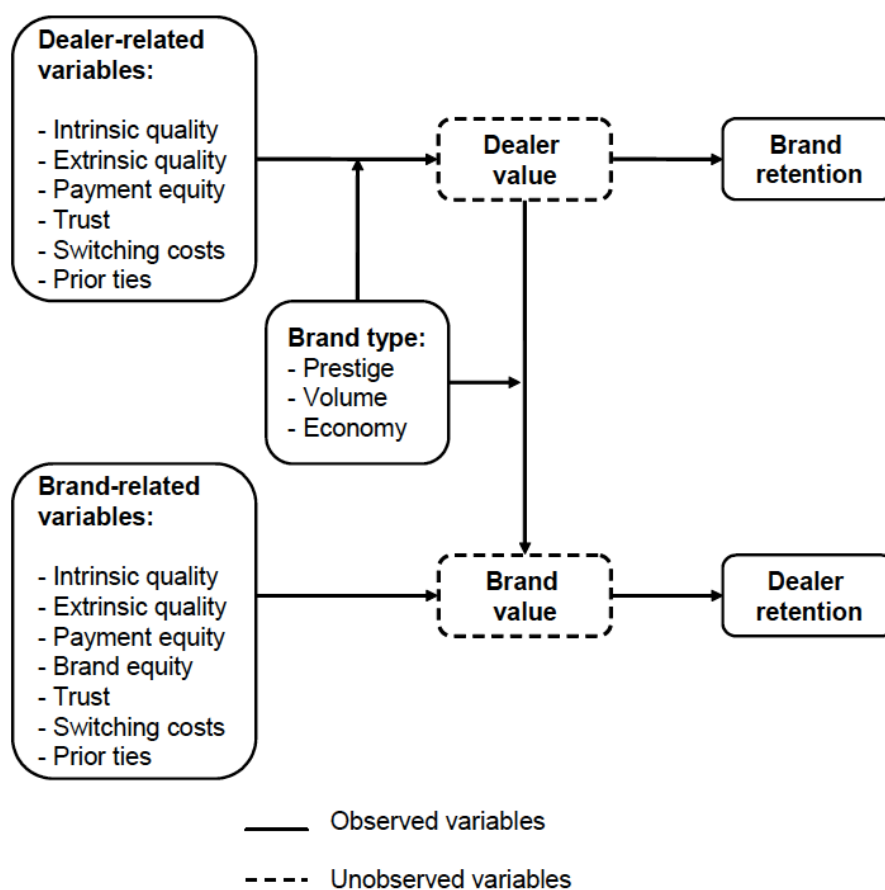 Dealer-related
variables:
- Intrinsic quality
- Extrinsic quality
- Payment equity
- Trust
- Switching costs
- Prior ties
Dealer
value
Brand
retention
Brand type:
- Prestige
- Volume
- Economy
Brand-related
variables:
- Intrinsic quality
- Extrinsic quality
- Payment equity
- Brand equity
- Trust
- Switching costs
- Prior ties
Brand
value
Dealer
retention
Observed variables
Unobserved variables